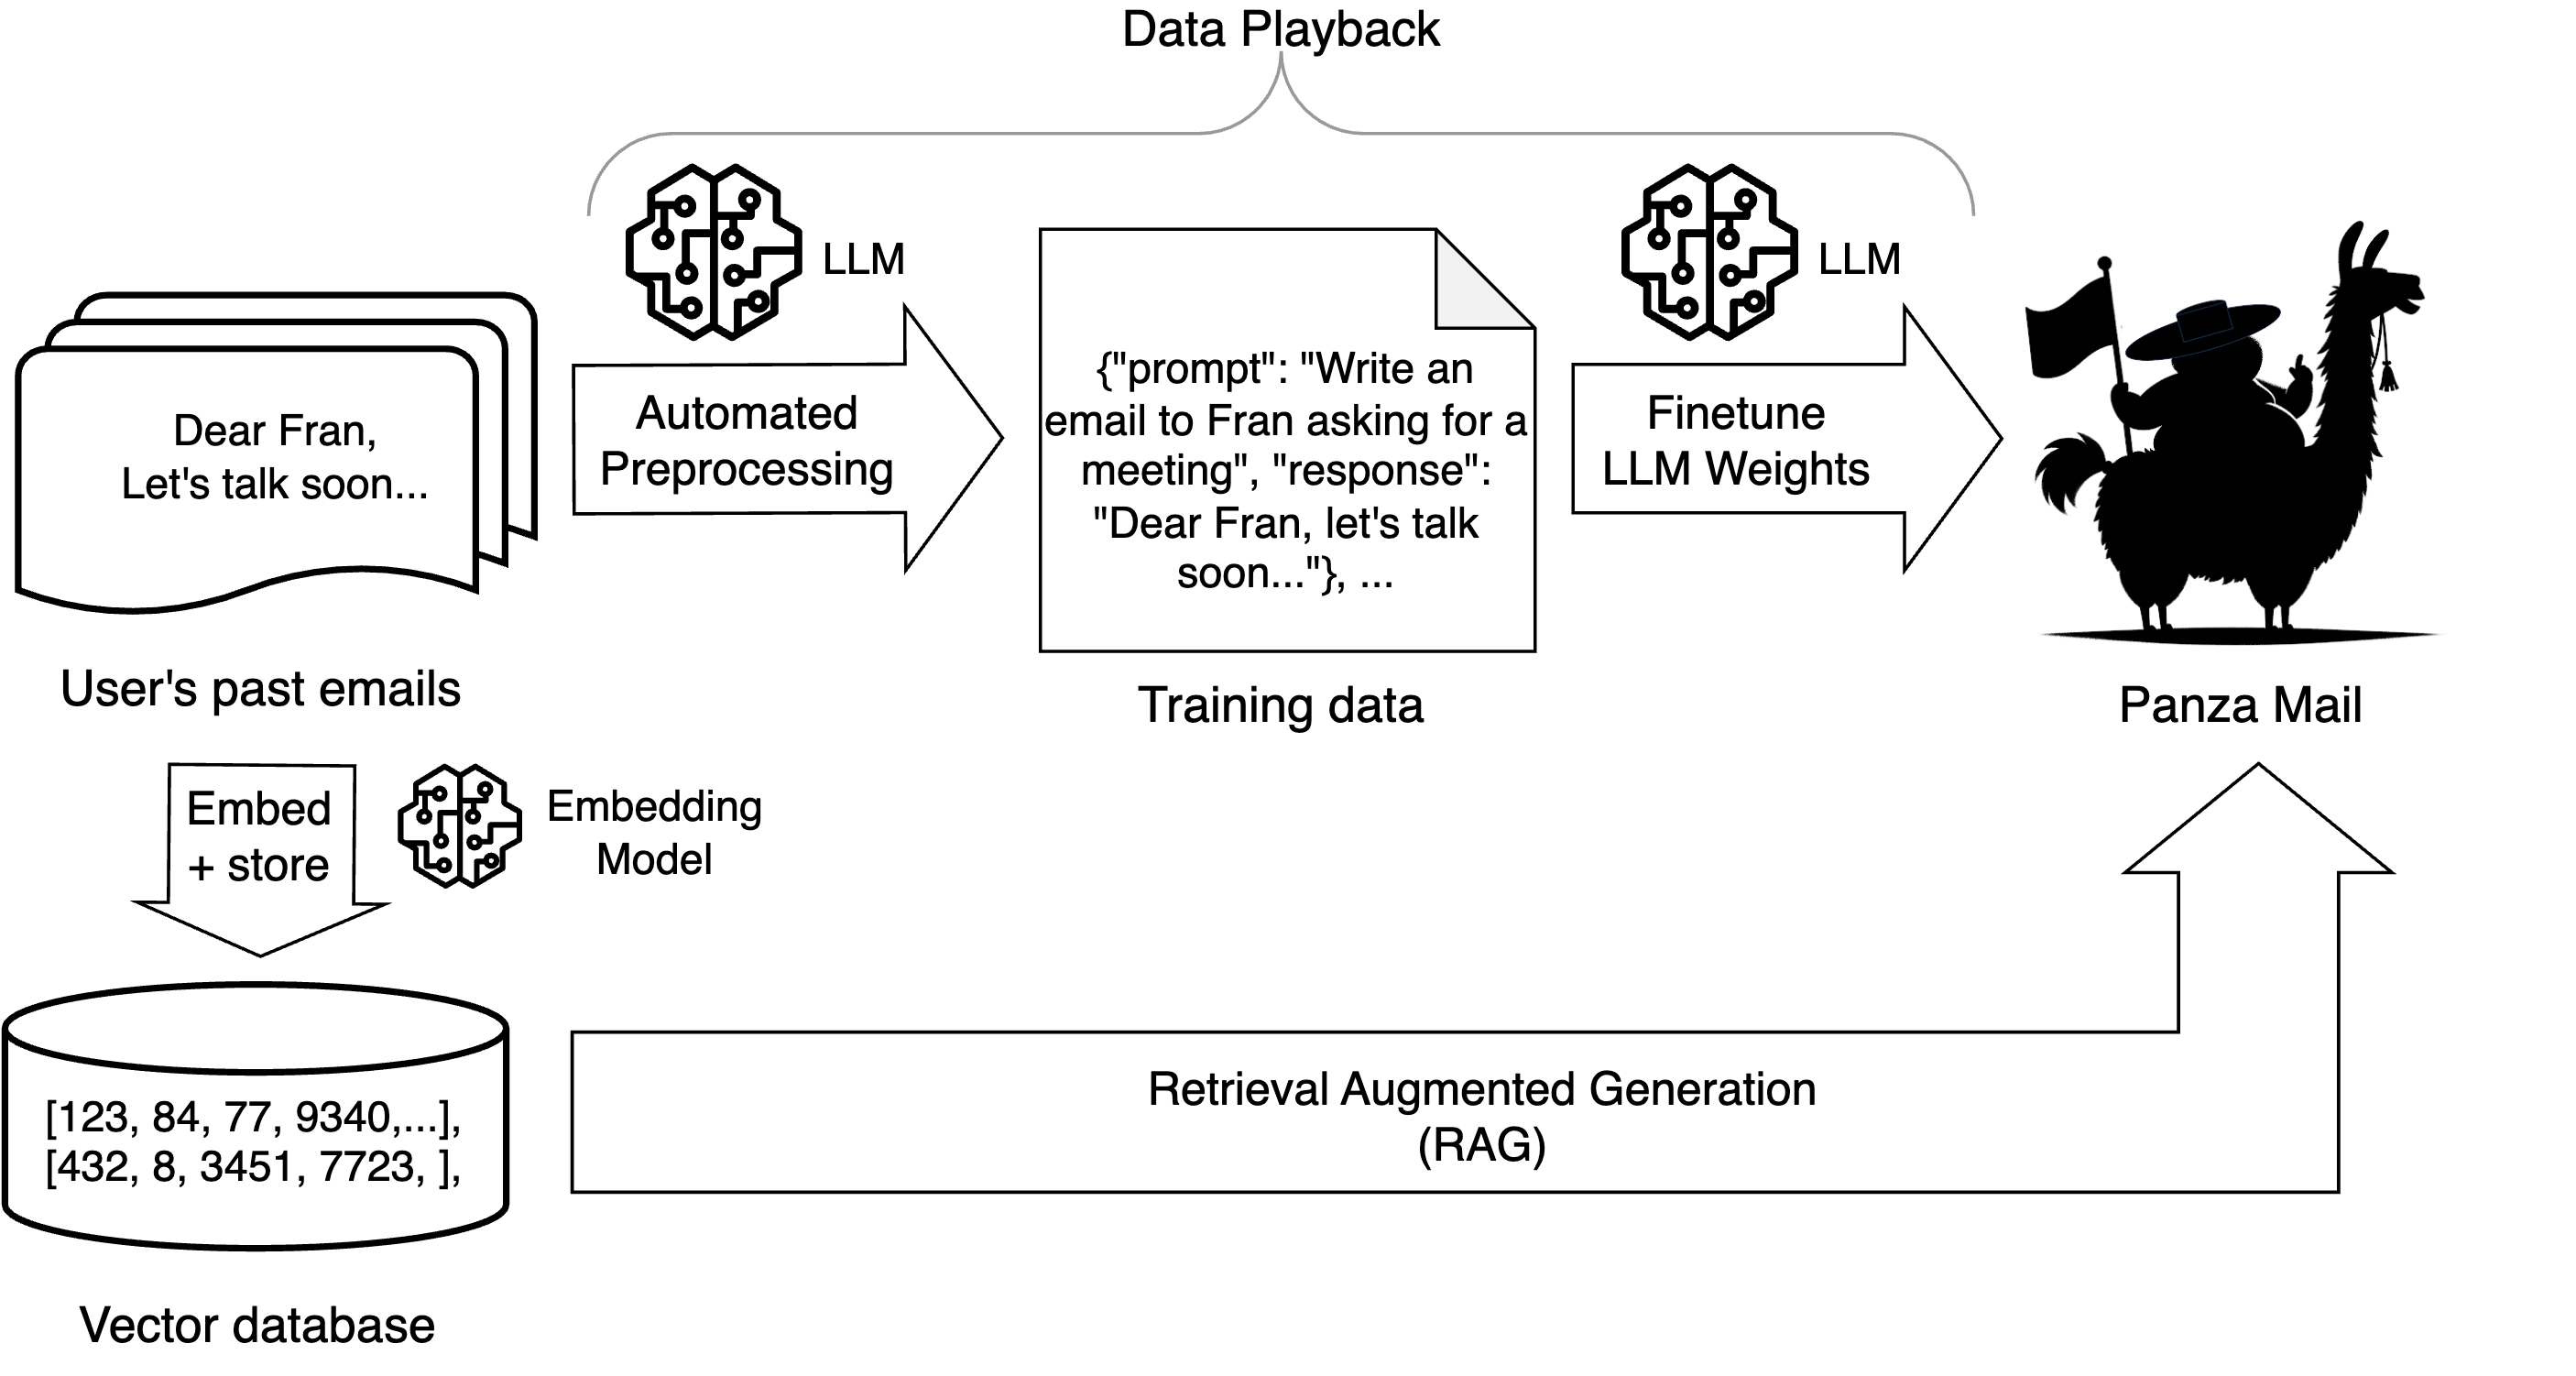 Data Playback
LLM
LLM
Dear Fran,
Let's talk soon...
Automated
Preprocessing
{"prompt": "Write an
email to Fran asking for a
meeting", "response":
"Dear Fran, let's talk
soon..."}, ...
Finetune
LLM Weights
User's past emails
Training data
Panza Mail
Embed
+ store
Embedding
Model
[123, 84, 77, 9340,...],
[432, 8, 3451, 7723, ],
Retrieval Augmented Generation
(RAG)
Vector database